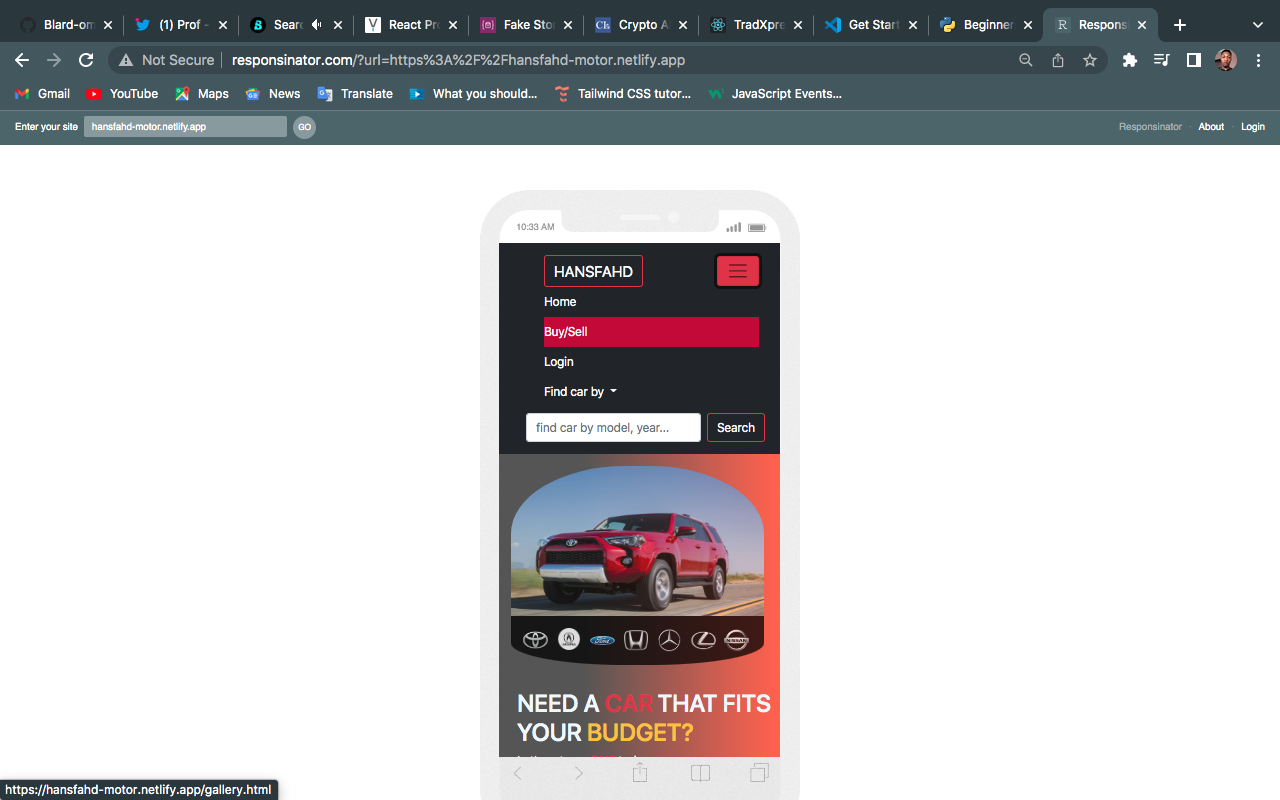 Blard-om
(1) Prof -
Sear
React Pr
Fake Sto
Crypto A
TradXpre
Get Start
Beginner
Responsi
Not Secure
responsinator.com/?url=https%3A%2F%2Fhansfahd-motor.netlify.app
Gmail
YouTube
Maps
News
Translate
What you should...
Tailwind CSS tutor...
JavaScript Events...
Enter your site
hansfahd-motor.netlify.app
GO
Responsinator
About
Login
10:33 AM
HANSFAHD
Home
Buy/Sell
Login
Find car by
find car by model, year...
Search
NISSAN
NEED A CAR THAT FITS
YOUR BUDGET?
https://hansfahd-motor.netlify.app/gallery.html